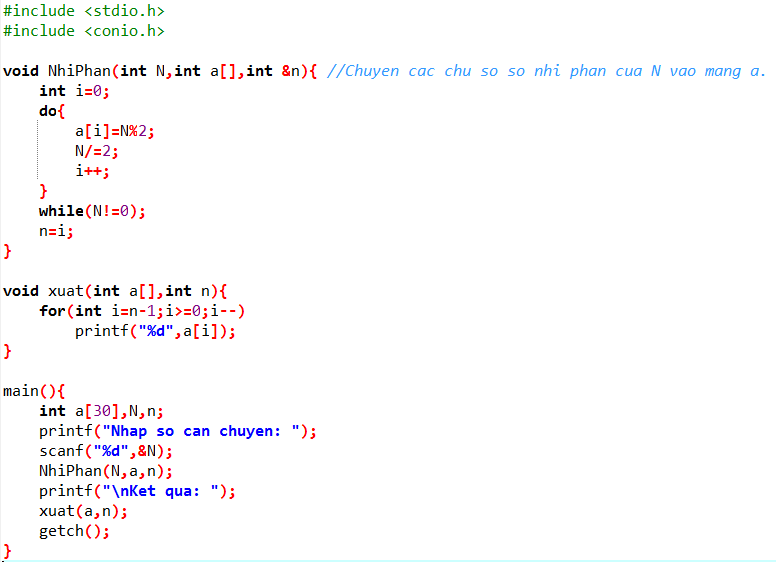 #include <stdio.h>
#include <conio.h>
void NhiPhan(int N,int a[],int &n){ //Chuyen cac chu so so nhi phan cua N vao mang a.
int i=0;
do{
a[i]=N%2;
N/=2;
i++;
}
while(N!=0);
n=i;
}
void xuat(int a[],int n){
for(int i=n-1;i>=0;i--)
printf("%d",a[i]);
}
main(){
int a[30],N,n;
printf("Nhap so can chuyen: ");
scanf("%d",&N);
NhiPhan(N,a,n);
printf("\nKet qua: ");
xuat(a,n);
getch();
}